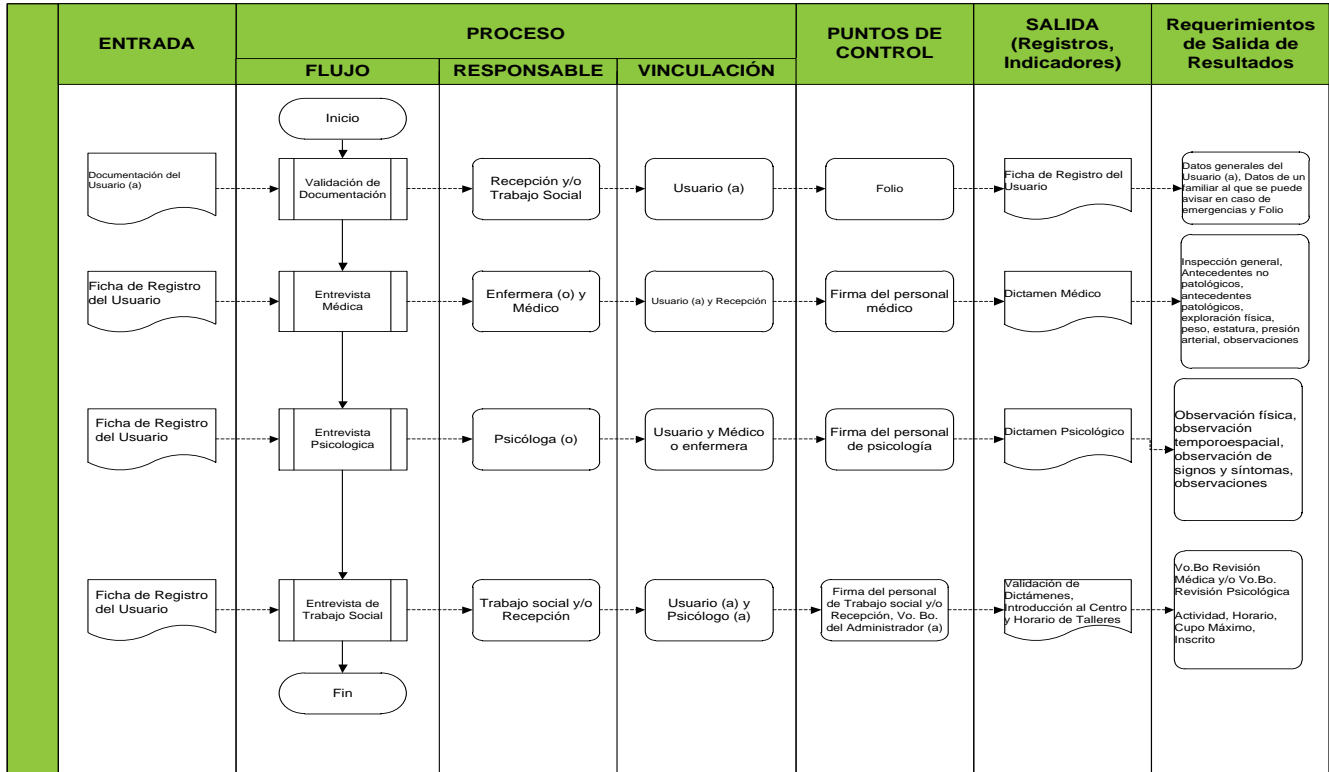 ENTRADA
PROCESO
PUNTOS DE
CONTROL
SALIDA
(Registros,
Indicadores)
Requerimientos
de Salida de
Resultados
FLUJO
RESPONSABLE
VINCULACIÓN
Inicio
Documentación del
Usuario (a)
Validación de
Documentación
Recepción y/o
Trabajo Social
Usuario (a)
Folio
Ficha de Registro del
Usuario
Datos generales del
Usuario (a), Datos de un
familiar al que se puede
avisar en caso de
emergencias y Folio
Ficha de Registro
del Usuario
Entrevista
Médica
Enfermera (o) y
Médico
Usuario (a) y Recepción
Firma del personal
médico
Dictamen Médico
Inspección general,
Antecedentes no
patológicos,
antecedentes
patológicos,
exploración física,
peso, estatura, presión
arterial, observaciones
Ficha de Registro
del Usuario
Entrevista
Psicologica
Psicóloga (o)
Usuario y Médico
o enfermera
Firma del personal
de psicología
Dictamen Psicológico
Observación física,
observación
temporoespacial,
observación de
signos y síntomas,
observaciones
Ficha de Registro
del Usuario
Entrevista de
Trabajo Social
Trabajo social y/o
Recepción
Usuario (a) y
Psicólogo (a)
Firma del personal
de Trabajo social y/o
Recepción, Vo. Bo.
del Administrador (a)
Validación de
Dictámenes,
Introducción al Centro
y Horario de Talleres
Vo.Bo Revisión
Médica y/o Vo.Bo.
Revisión Psicológica
Actividad, Horario,
Cupo Máximo,
Inscrito
Fin